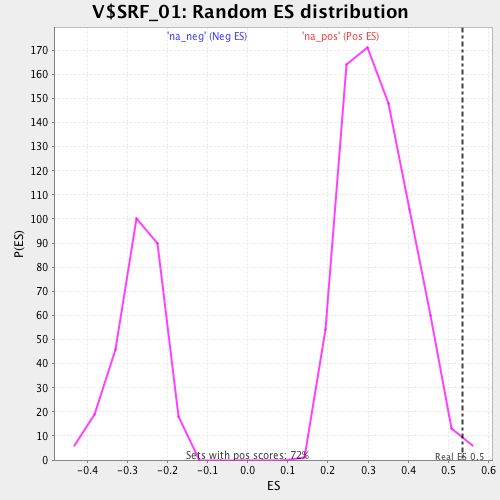 V$SRF_01: Random ES distribution
'na_neg' (Neg ES) 'na_pos' (Pos ES)
170
160
150
140
130
120
110
100
90
80
70
60
50
40
30
20
10
0
P(ES)
Sets with pos scores: 72%
Real ES 0.5
-0.4 -0.3 -0.2 -0.1 0.0 0.1 0.2 0.3 0.4 0.5 0.6
ES